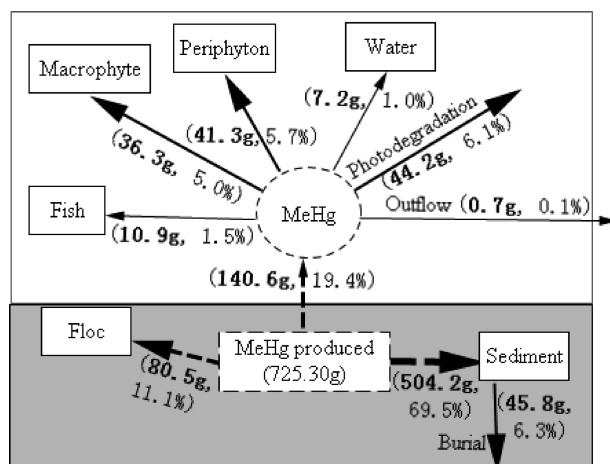 Periphyton
Water
Macrophyte
(7.2g, 1.0%)
Photodegradation
(44.2g, 6.1%)
(41.3g, 5.7%)
(36.3g, 5.0%)
Fish
MeHg
Outflow (0.7g, 0.1%)
(10.9g, 1.5%)
(140.6g, 19.4%)
Floc
MeHg produced
(725.30g)
Sediment
(80.5g,
11.1%)
(504.2g,
69.5%)
(45.8g,
6.3%)
Burial